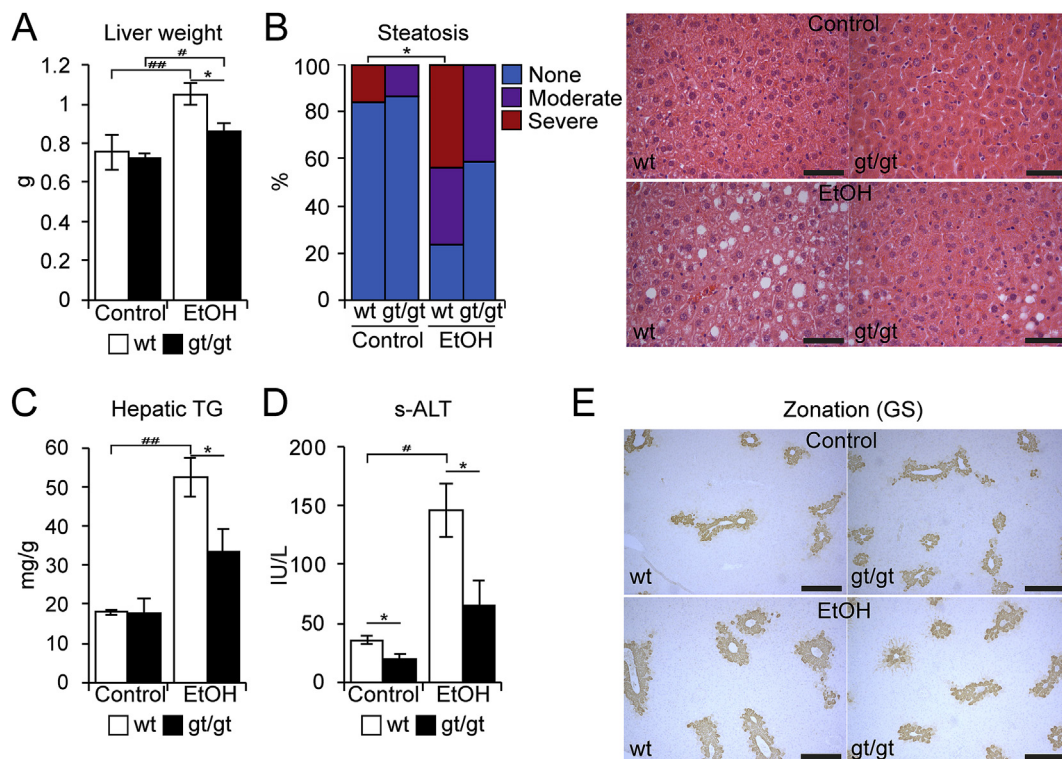 A
Liver weight
#
##
*
1.2
1
0.8
0.6
0.4
0.2
0
g
Control
EtOH
wt
gt/gt
B
Steatosis
*
100
80
60
40
20
0
%
wt gt/gt
wt gt/gt
Control
EtOH
None
Moderate
Severe
Control
wt
gt/gt
EtOH
wt
gt/gt
C
Hepatic TG
##
*
60
50
40
30
20
10
0
mg/g
Control
EtOH
wt
gt/gt
D
s-ALT
#
*
*
200
150
100
50
0
IU/L
Control
EtOH
wt
gt/gt
E
Zonation (GS)
Control
wt
gt/gt
EtOH
wt
gt/gt